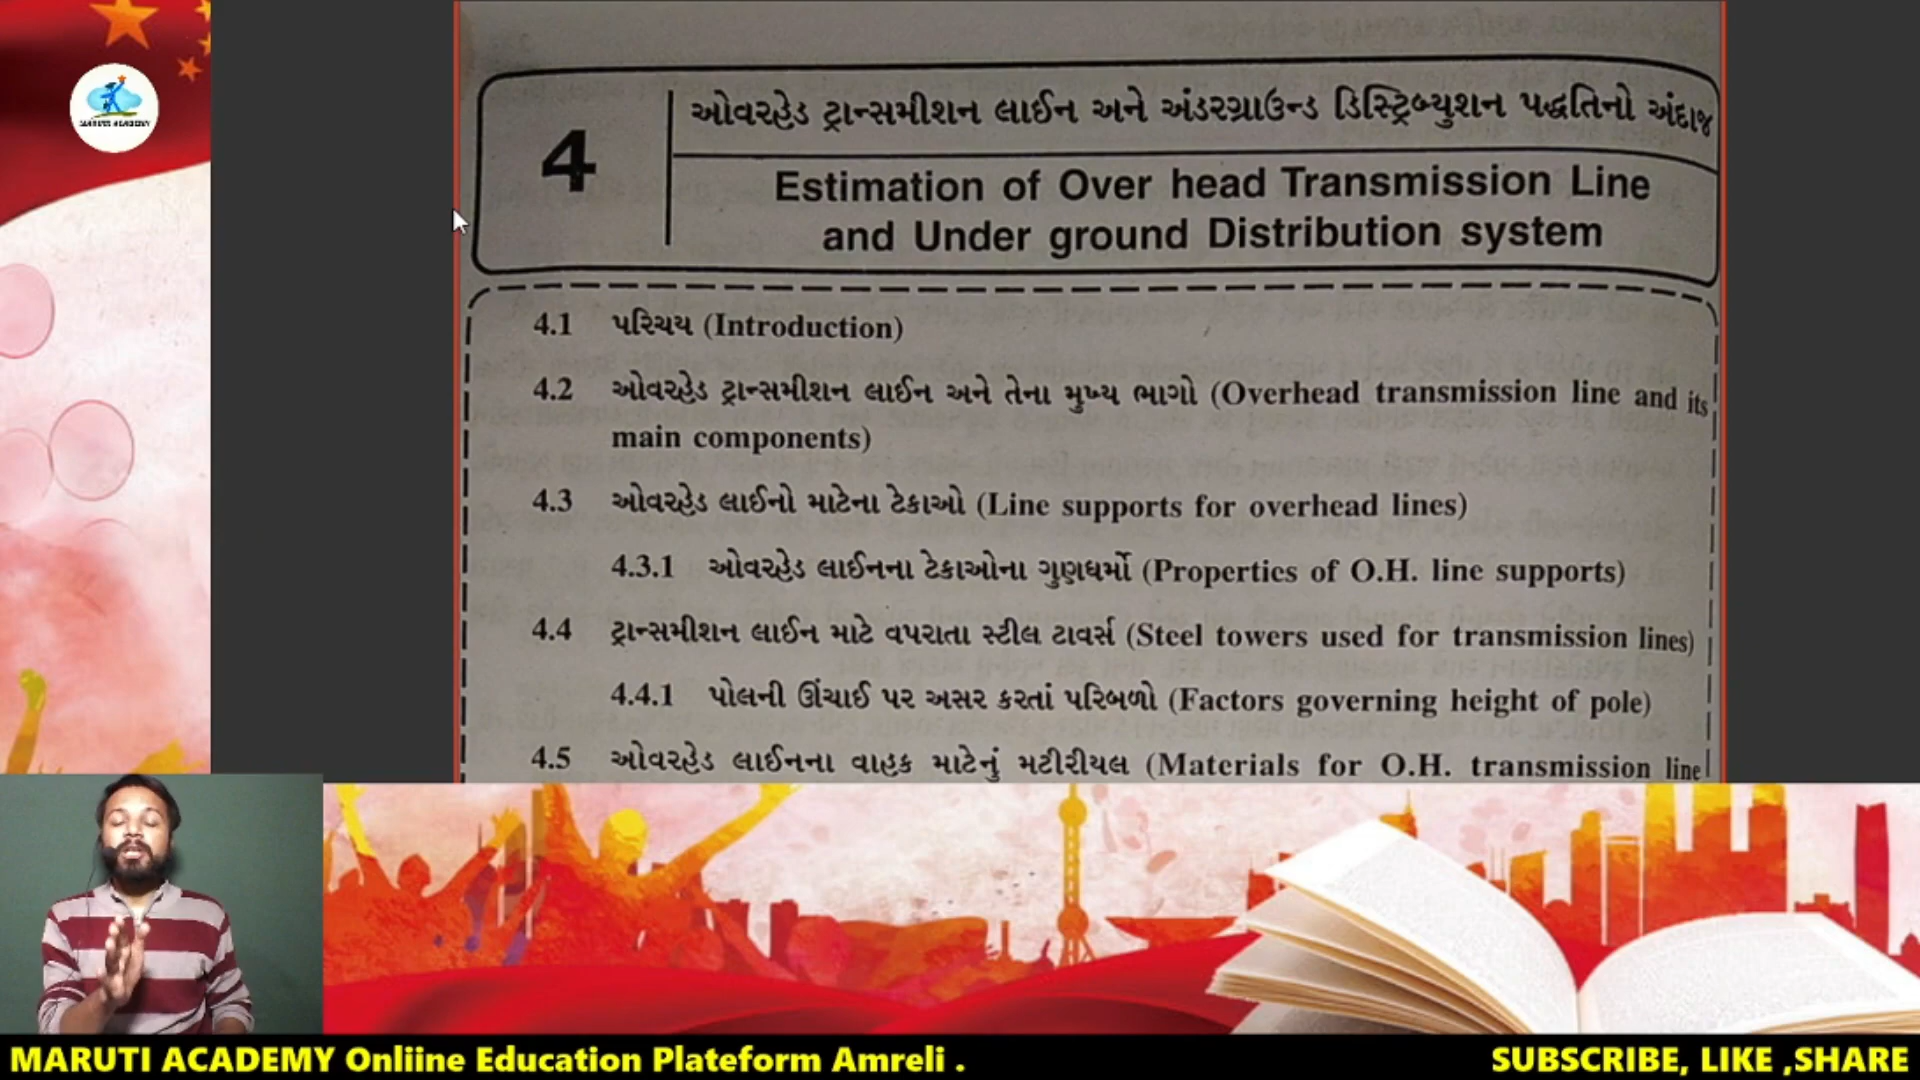 MARUTI ACADEMY
4
ઓવરહેડ ટ્રાન્સમીશન લાઈન અને અંડરગ્રાઉન્ડ ડિસ્ટ્રિબ્યુશન પદ્ધતિનો અંદાજ
Estimation of Over head Transmission Line
and Under ground Distribution system
4.1 પરિચય (Introduction)
4.2 ઓવરહેડ ટ્રાન્સમીશન લાઈન અને તેના મુખ્ય ભાગો (Overhead transmission line and its
main components)
4.3 ઓવરહેડ લાઈનો માટેના ટેકાઓ (Line supports for overhead lines)
4.3.1 ઓવરહેડ લાઈનના ટેકાઓના ગુણધર્મો (Properties of O.H. line supports)
4.4 ટ્રાન્સમીશન લાઈન માટે વપરાતા સ્ટીલ ટાવર્સ (Steel towers used for transmission lines)
4.4.1 પોલની ઊંચાઈ પર અસર કરતાં પરિબળો (Factors governing height of pole)
4.5 ઓવરહેડ લાઈનના વાહક માટેનું મટીરીયલ (Materials for O.H. transmission line
MARUTI ACADEMY Onliine Education Plateform Amreli .
SUBSCRIBE, LIKE ,SHARE